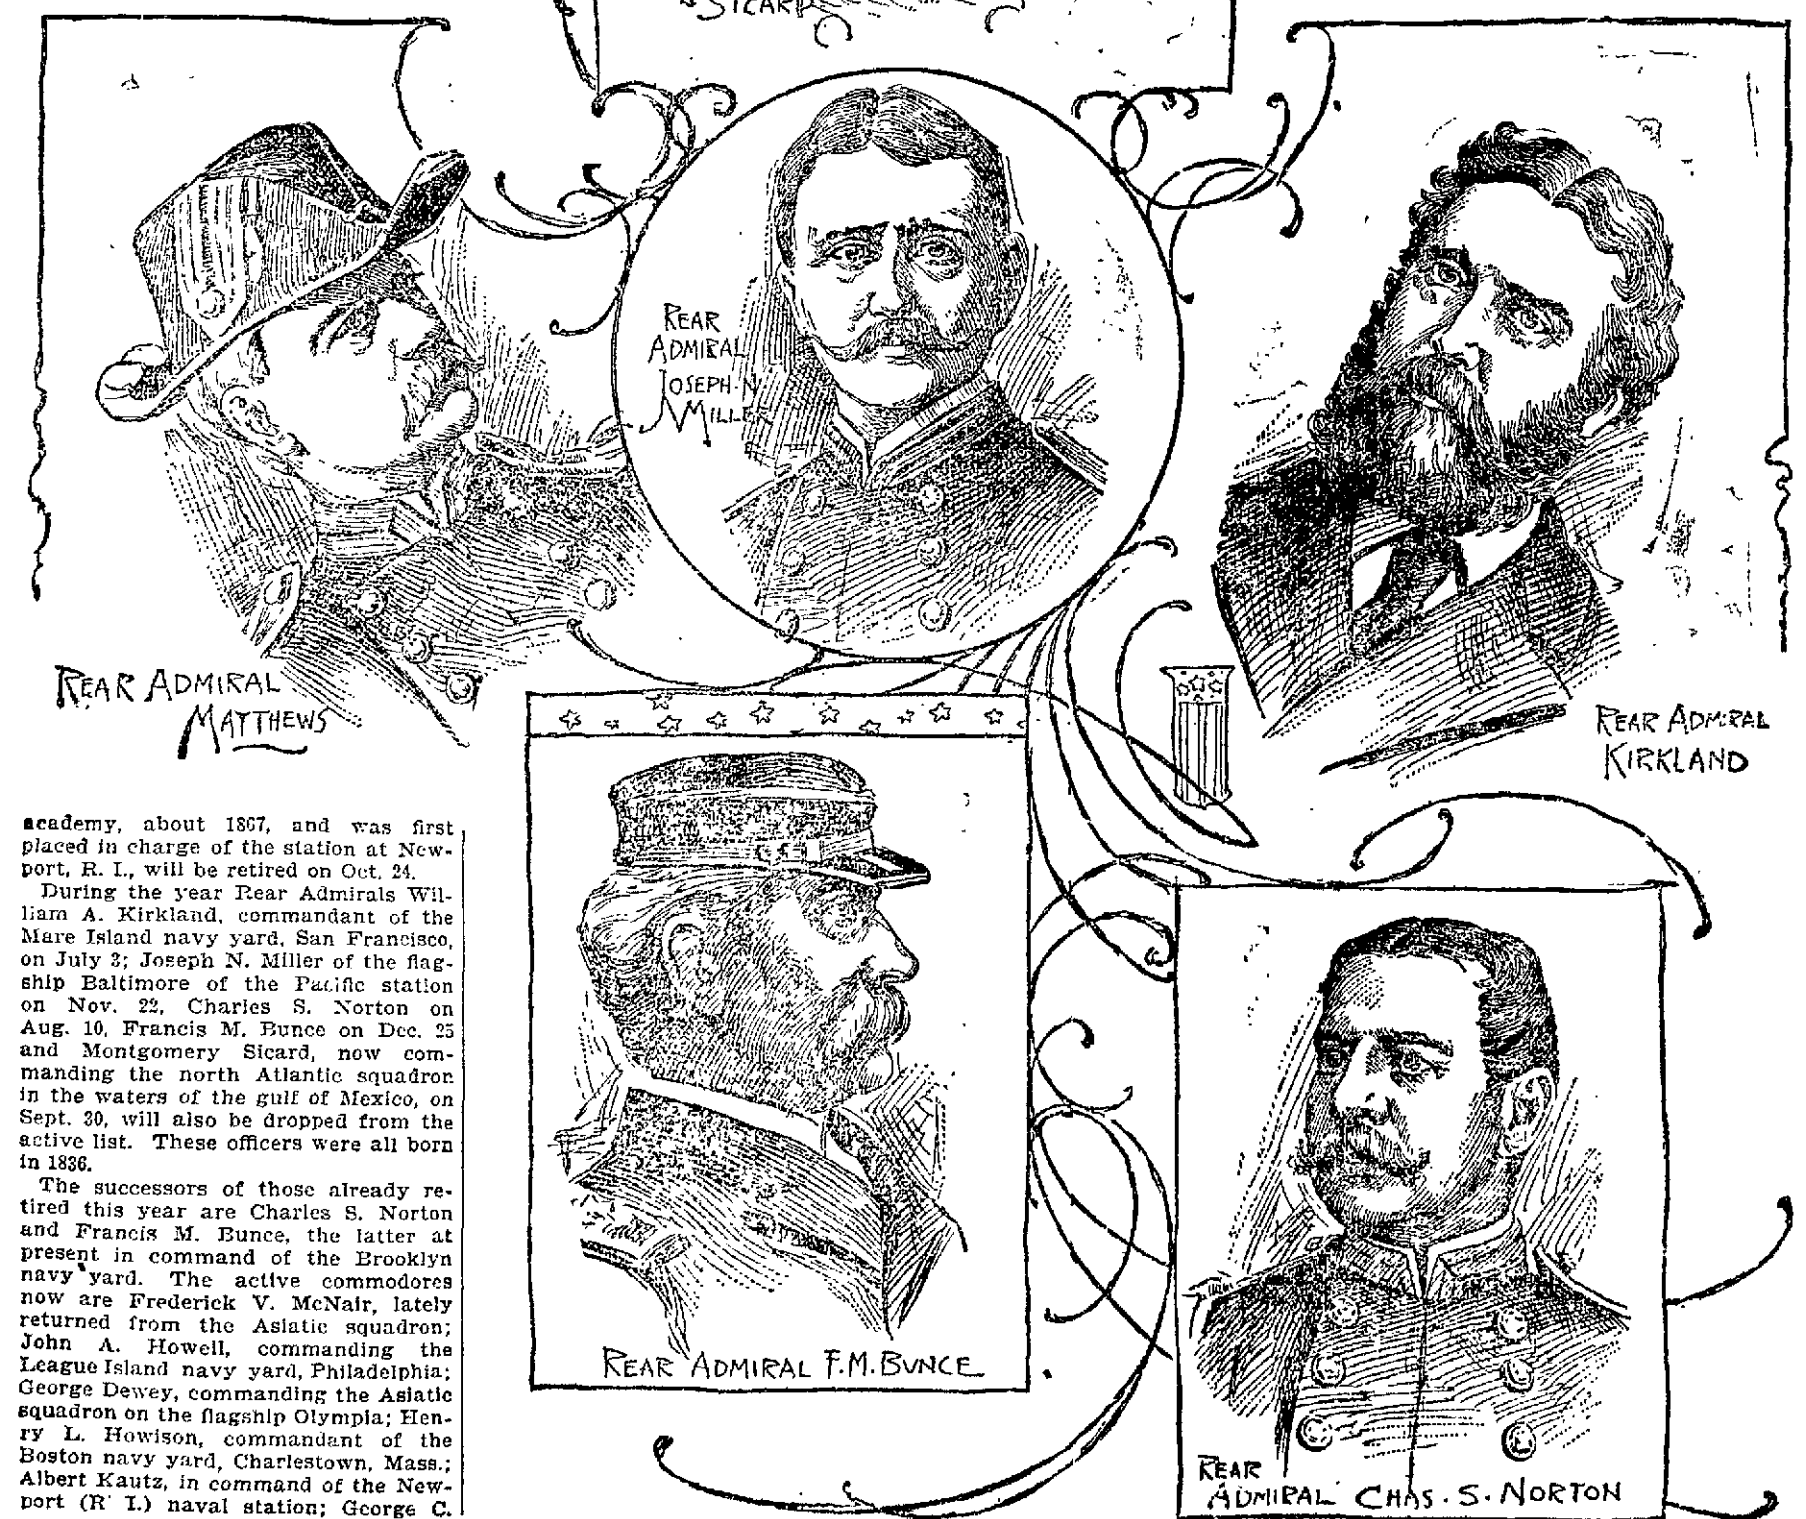 SICARD
REAR
ADMIRAL
JOSEPH N
MILLER
REAR ADMIRAL
MATTHEWS
REAR ADMIRAL
KIRKLAND
academy, about 1867, and was first
placed in charge of the station at New-
port, R. I., will be retired on Oct. 24.
During the year Rear Admirals Wil-
liam A. Kirkland, commandant of the
Mare Island navy yard, San Francisco,
on July 3; Joseph N. Miller of the flag-
ship Baltimore of the Pacific station
on Nov. 22, Charles S. Norton on
Aug. 10, Francis M. Bunce on Dec. 25
and Montgomery Sicard, now com-
manding the north Atlantic squadron
in the waters of the gulf of Mexico, on
Sept. 30, will also be dropped from the
active list. These officers were all born
in 1836.
The successors of those already re-
tired this year are Charles S. Norton
and Francis M. Bunce, the latter at
present in command of the Brooklyn
navy yard. The active commodores
now are Frederick V. McNair, lately
returned from the Asiatic squadron;
John A. Howell, commanding the
League Island navy yard, Philadelphia;
George Dewey, commanding the Asiatic
squadron on the flagship Olympia; Hen-
ry L. Howison, commandant of the
Boston navy yard, Charlestown, Mass.;
Albert Kautz, in command of the New-
port (R I.) naval station; George C.
REAR ADMIRAL F. M. BUNCE
REAR
ADMIRAL CHAS. S. NORTON